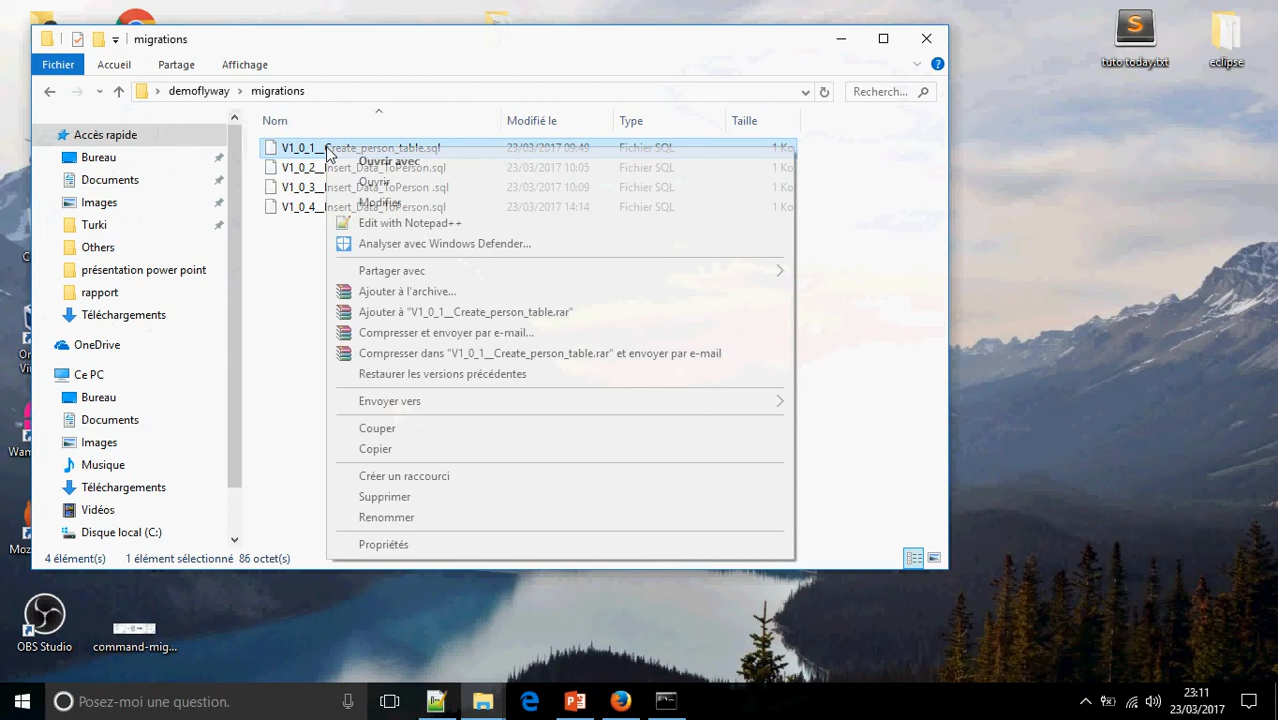 migrations
Fichier Accueil Partage Affichage
demoflyway migrations Recherch...
Nom Modifié le Type Taille
Accès rapide
Bureau
Documents
Images
Turki
Others
présentation power point
rapport
Téléchargements
OneDrive
Ce PC
Bureau
Documents
Images
Musique
Téléchargements
Vidéos
Disque local (C:)
V1_0_1__Create_person_table.sql 23/03/2017 09:49 Fichier SQL 1 Ko
V1_0_2__Insert_Data_ToPerson.sql 23/03/2017 10:05 Fichier SQL 1 Ko
V1_0_3__Insert_Data_ToPerson .sql 23/03/2017 10:09 Fichier SQL 1 Ko
V1_0_4__Insert_Data_ToPerson.sql 23/03/2017 14:14 Fichier SQL 1 Ko
Ouvrir avec
Ouvrir
Modifier
Edit with Notepad++
Analyser avec Windows Defender...
Partager avec
Ajouter à l'archive...
Ajouter à "V1_0_1__Create_person_table.rar"
Compresser et envoyer par e-mail...
Compresser dans "V1_0_1__Create_person_table.rar" et envoyer par e-mail
Restaurer les versions précédentes
Envoyer vers
Couper
Copier
Créer un raccourci
Supprimer
Renommer
Propriétés
4 élément(s) 1 élément sélectionné 86 octet(s)
tuto today.txt
eclipse
OBS Studio
command-mig...
Posez-moi une question.
23:11
23/03/2017